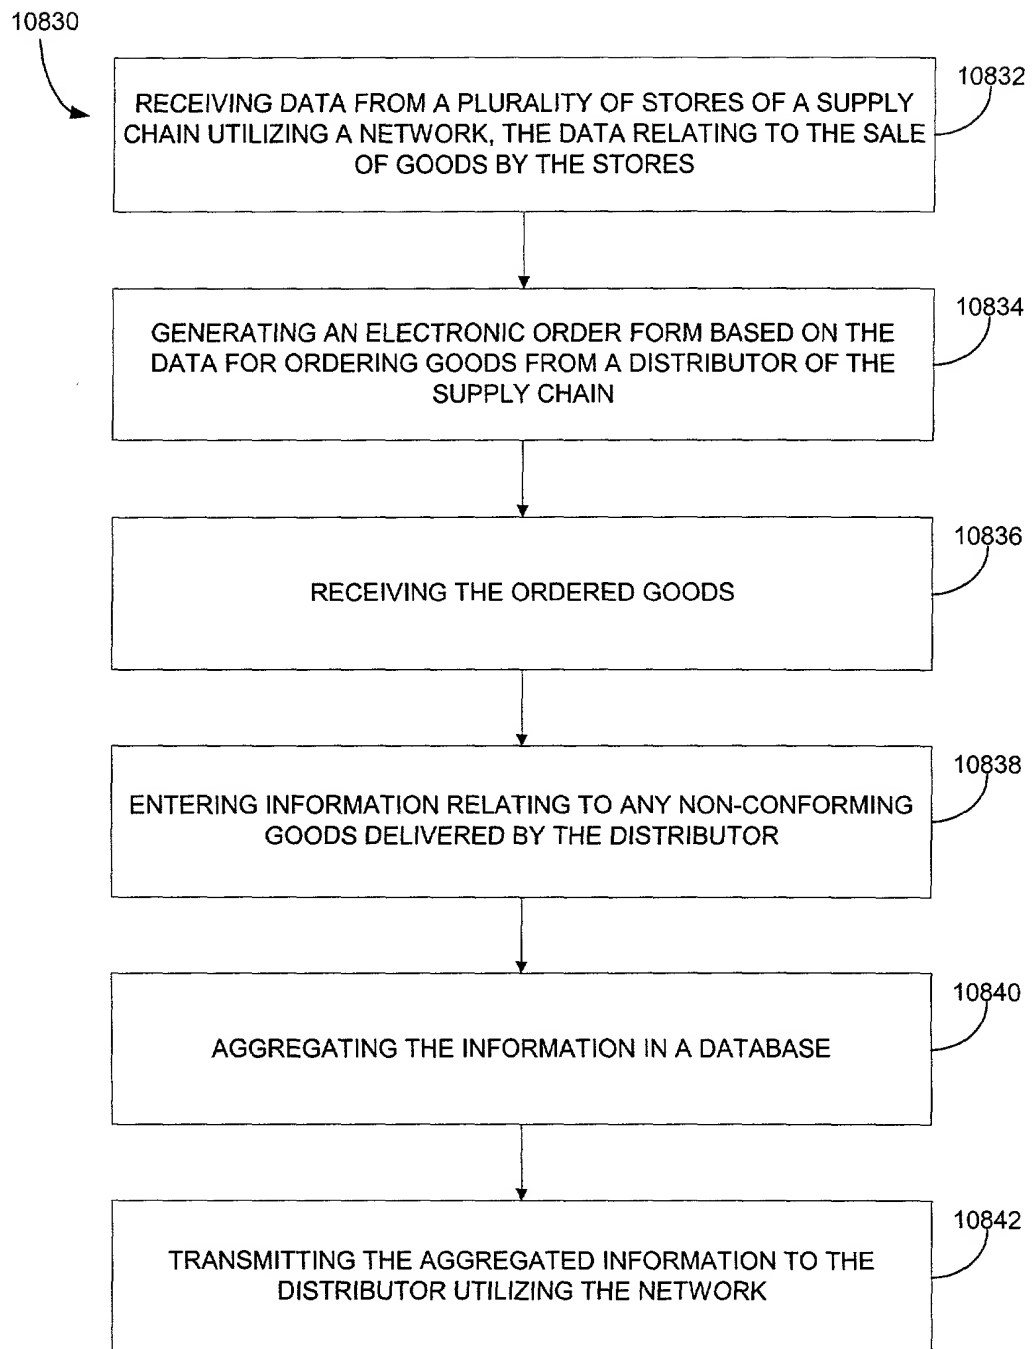 10830
10832
RECEIVING DATA FROM A PLURALITY OF STORES OF A SUPPLY
CHAIN UTILIZING A NETWORK, THE DATA RELATING TO THE SALE
OF GOODS BY THE STORES
10834
GENERATING AN ELECTRONIC ORDER FORM BASED ON THE
DATA FOR ORDERING GOODS FROM A DISTRIBUTOR OF THE
SUPPLY CHAIN
10836
RECEIVING THE ORDERED GOODS
10838
ENTERING INFORMATION RELATING TO ANY NON-CONFORMING
GOODS DELIVERED BY THE DISTRIBUTOR
10840
AGGREGATING THE INFORMATION IN A DATABASE
10842
TRANSMITTING THE AGGREGATED INFORMATION TO THE
DISTRIBUTOR UTILIZING THE NETWORK